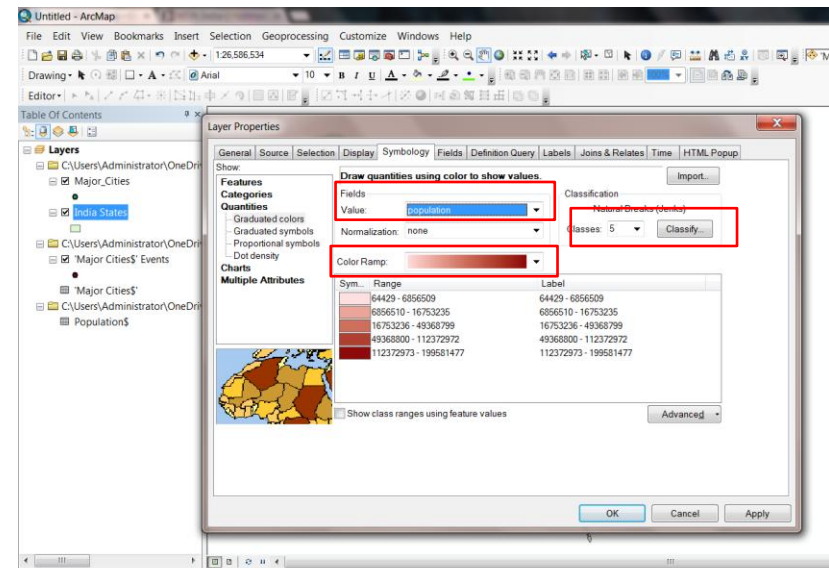 Untitled - ArcMap
File Edit View Bookmarks Insert Selection Geoprocessing Customize Windows Help
1:26,586,534
Drawing Arial 10 B I U A
Editor
Table Of Contents
Layer Properties
General Source Selection Display Symbology Fields Definition Query Labels Joins & Relates Time HTML Popup
Layers
C:\Users\Administrator\OneDri
Major_Cities
India States
C:\Users\Administrator\OneDri
'Major Cities$' Events
'Major Cities$'
C:\Users\Administrator\OneDri
Population$
Show:
Features
Categories
Quantities
Graduated colors
Graduated symbols
Proportional symbols
Dot density
Charts
Multiple Attributes
Draw quantities using color to show values.
Import...
Fields
Value: population
Normalization: none
Classification
Natural Breaks (Jenks)
Classes: 5 Classify...
Color Ramp:
Sym... Range Label
64429 - 6856509 64429 - 6856509
6856510 - 16753235 6856510 - 16753235
16753236 - 49368799 16753236 - 49368799
49368800 - 112372972 49368800 - 112372972
112372973 - 199581477 112372973 - 199581477
Show class ranges using feature values
Advanced
OK Cancel Apply